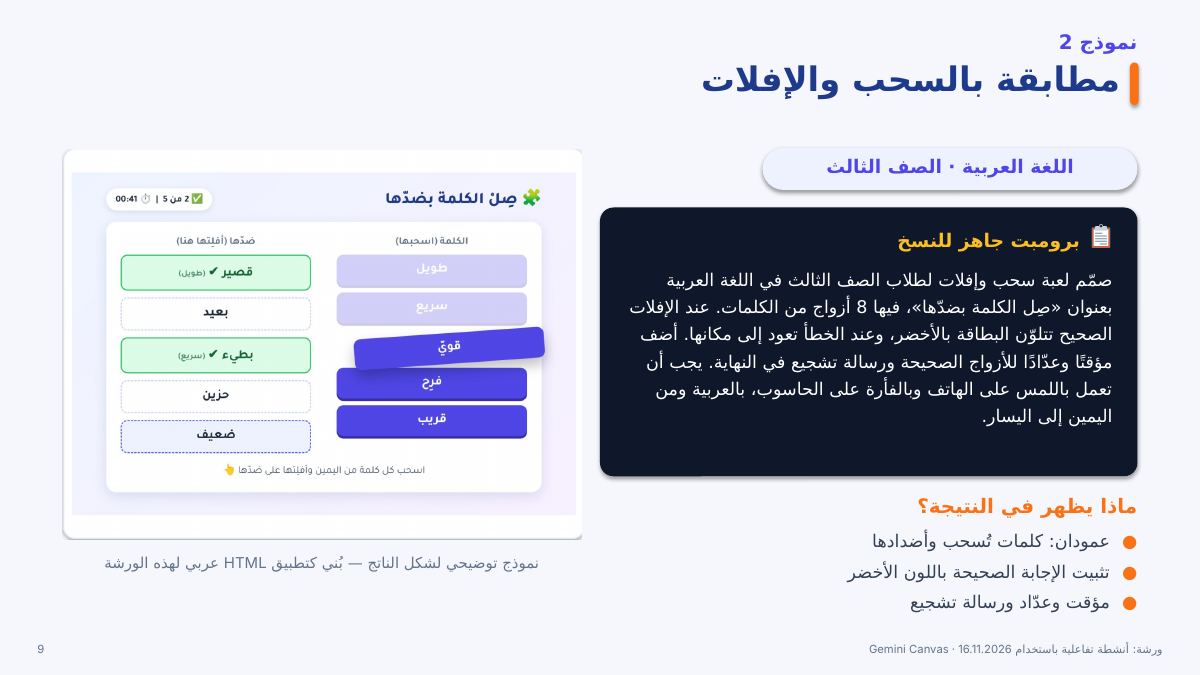 نموذج 2
مطابقة بالسحب والإفلات
اللغة العربية · الصف الثالث
📋 برومبت جاهز للنسخ
صمّم لعبة سحب وإفلات لطلاب الصف الثالث في اللغة العربية
بعنوان «صِل الكلمة بضدّها»، فيها 8 أزواج من الكلمات. عند الإفلات
الصحيح تتلوّن البطاقة بالأخضر، وعند الخطأ تعود إلى مكانها. أضف
مؤقتًا وعدّادًا للأزواج الصحيحة ورسالة تشجيع في النهاية. يجب أن
تعمل باللمس على الهاتف وبالفأرة على الحاسوب، بالعربية ومن
اليمين إلى اليسار.
ماذا يظهر في النتيجة؟
عمودان: كلمات تُسحب وأضدادها
تثبيت الإجابة الصحيحة باللون الأخضر
مؤقت وعدّاد ورسالة تشجيع
🧩 صِلْ الكلمة بضدّها
✅ 2 من 5 | ⏱ 00:41
الكلمة (اسحبها)
طويل
سريع
قويّ
فرِح
قريب
ضدّها (أفلِتها هنا)
قصير ✔ (طويل)
بعيد
بطيء ✔ (سريع)
حزين
ضعيف
اسحب كل كلمة من اليمين وأفلِتها على ضدّها 👆
نموذج توضيحي لشكل الناتج — بُني كتطبيق HTML عربي لهذه الورشة
ورشة: أنشطة تفاعلية باستخدام Gemini Canvas · 16.11.2026
9